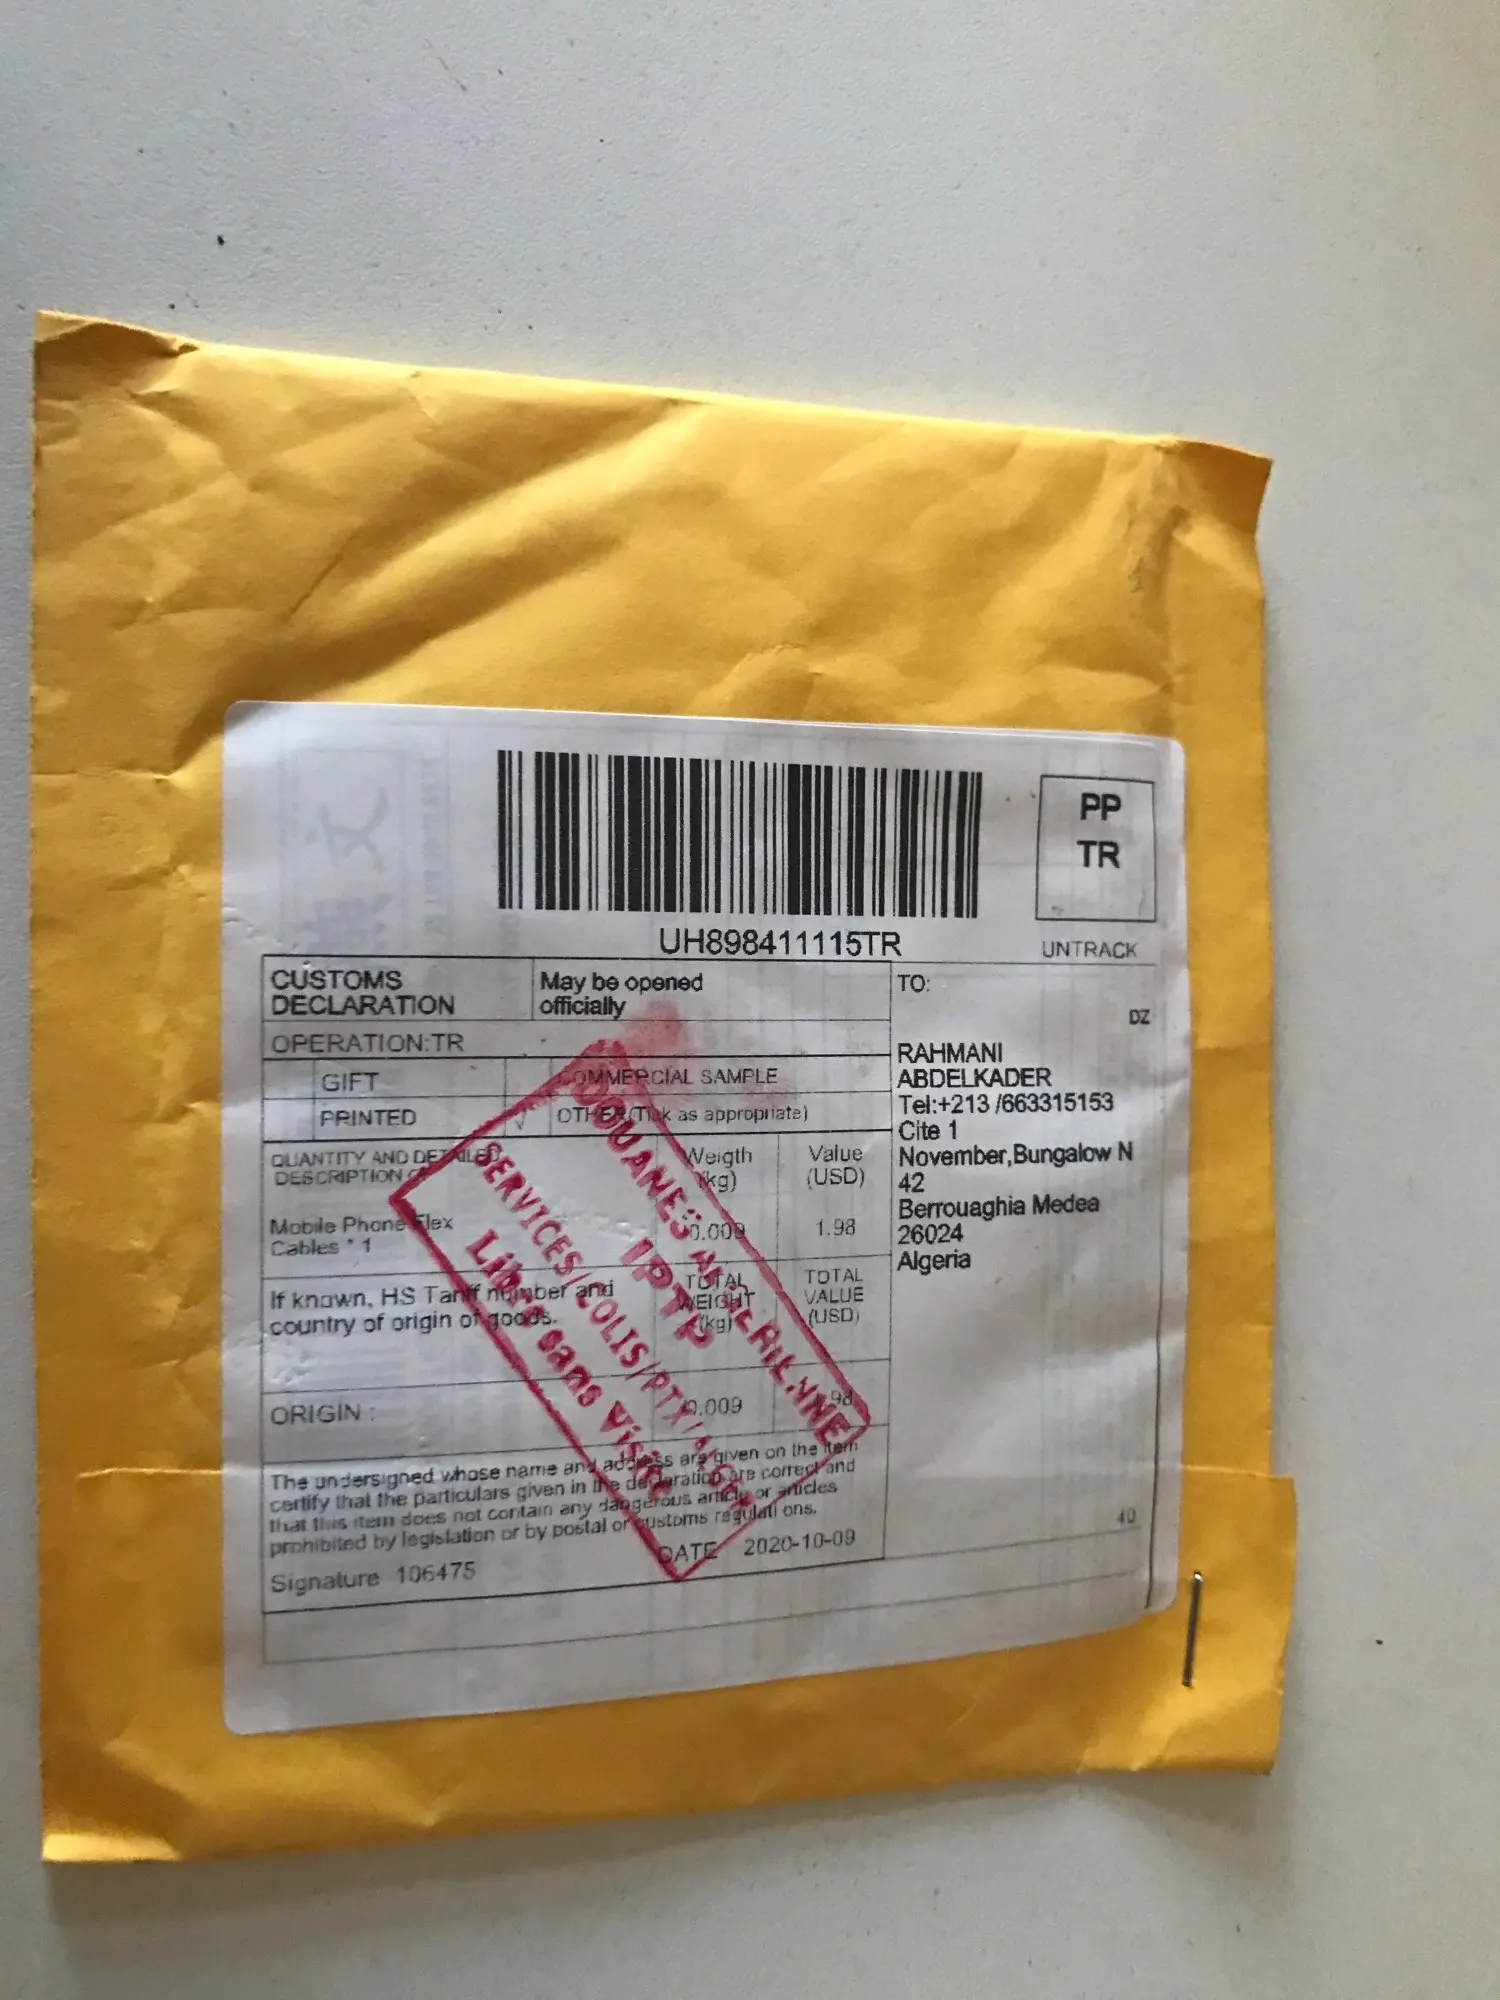 PP
TR
UH898411115TR
UNTRACK
CUSTOMS
DECLARATION
May be opened
officially
OPERATION:TR
GIFT
COMMERCIAL SAMPLE
PRINTED
√
OTHER(Tick as appropriate)
QUANTITY AND DETAILED
DESCRIPTION
Weigth
(kg)
Value
(USD)
Mobile Phone Flex
Cables * 1
0.009
1.98
If known, HS Tariff number and
country of origin of goods.
TOTAL
WEIGHT
(kg)
TOTAL
VALUE
(USD)
ORIGIN :
0.009
1.98
The undersigned whose name and address are given on the item
certify that the particulars given in the declaration are correct and
that this item does not contain any dangerous article or articles
prohibited by legislation or by postal or customs regulati ons.
Signature 106475
DATE 2020-10-09
TO:
DZ
RAHMANI
ABDELKADER
Tel:+213 /663315153
Cite 1
November,Bungalow N
42
Berrouaghia Medea
26024
Algeria
40
DOUANES ALGERIENNE
IPTP
SERVICES/COLIS/PTX/
Libre sans Visite